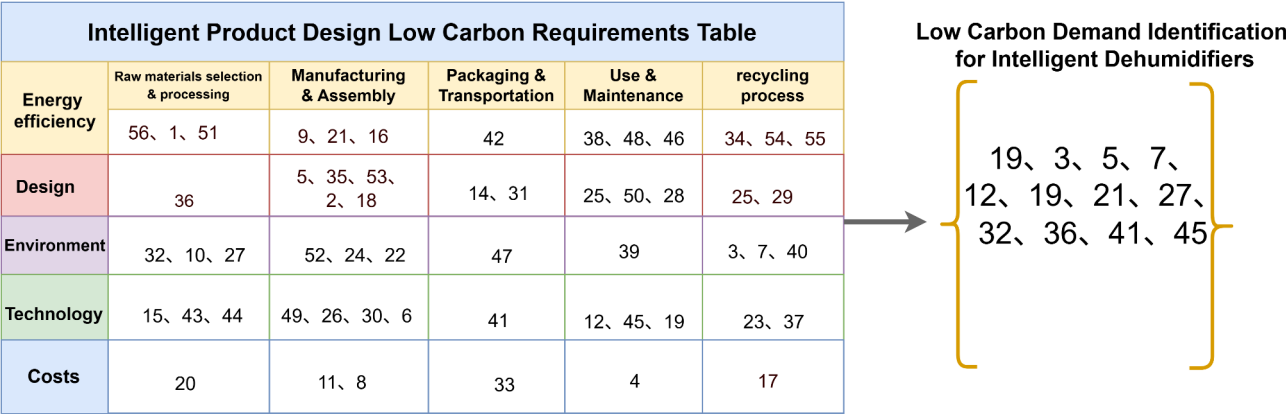 Intelligent Product Design Low Carbon Requirements Table
Energy efficiency
Raw materials selection & processing
Manufacturing & Assembly
Packaging & Transportation
Use & Maintenance
recycling process
56、1、51
9、21、16
42
38、48、46
34、54、55
Design
36
5、35、53、
2、18
14、31
25、50、28
25、29
Environment
32、10、27
52、24、22
47
39
3、7、40
Technology
15、43、44
49、26、30、6
41
12、45、19
23、37
Costs
20
11、8
33
4
17
Low Carbon Demand Identification
for Intelligent Dehumidifiers
19、3、5、7、
12、19、21、27、
32、36、41、45